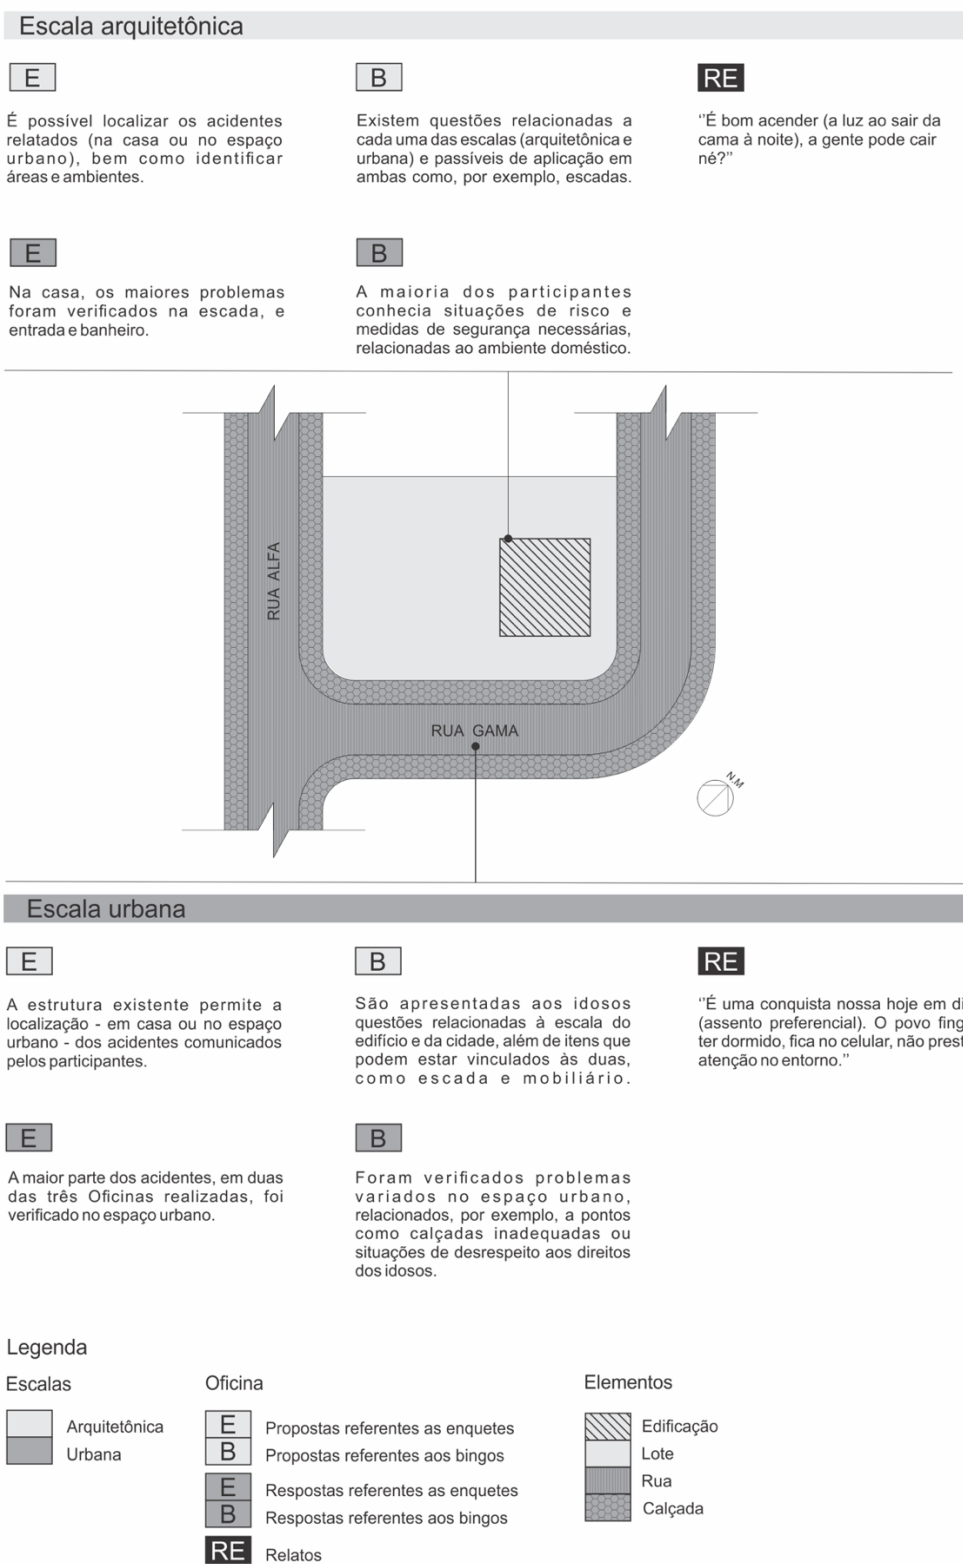 Escala arquitetônica
E
É possível localizar os acidentes
relatados (na casa ou no espaço
urbano), bem como identificar
áreas e ambientes.
B
Existem questões relacionadas a
cada uma das escalas (arquitetônica e
urbana) e passíveis de aplicação em
ambas como, por exemplo, escadas.
RE
''É bom acender (a luz ao sair da
cama à noite), a gente pode cair
né?''
E
Na casa, os maiores problemas
foram verificados na escada, e
entrada e banheiro.
B
A maioria dos participantes
conhecia situações de risco e
medidas de segurança necessárias,
relacionadas ao ambiente doméstico.
RUA ALFA
RUA GAMA
N.M
Escala urbana
E
A estrutura existente permite a
localização - em casa ou no espaço
urbano - dos acidentes comunicados
pelos participantes.
B
São apresentadas aos idosos
questões relacionadas à escala do
edifício e da cidade, além de itens que
podem estar vinculados às duas,
como escada e mobiliário.
RE
''É uma conquista nossa hoje em di
(assento preferencial). O povo fing
ter dormido, fica no celular, não prest
atenção no entorno.''
E
A maior parte dos acidentes, em duas
das três Oficinas realizadas, foi
verificado no espaço urbano.
B
Foram verificados problemas
variados no espaço urbano,
relacionados, por exemplo, a pontos
como calçadas inadequadas ou
situações de desrespeito aos direitos
dos idosos.
Legenda
Escalas
Arquitetônica
Urbana
Oficina
E Propostas referentes as enquetes
B Propostas referentes aos bingos
E Respostas referentes as enquetes
B Respostas referentes aos bingos
RE Relatos
Elementos
Edificação
Lote
Rua
Calçada